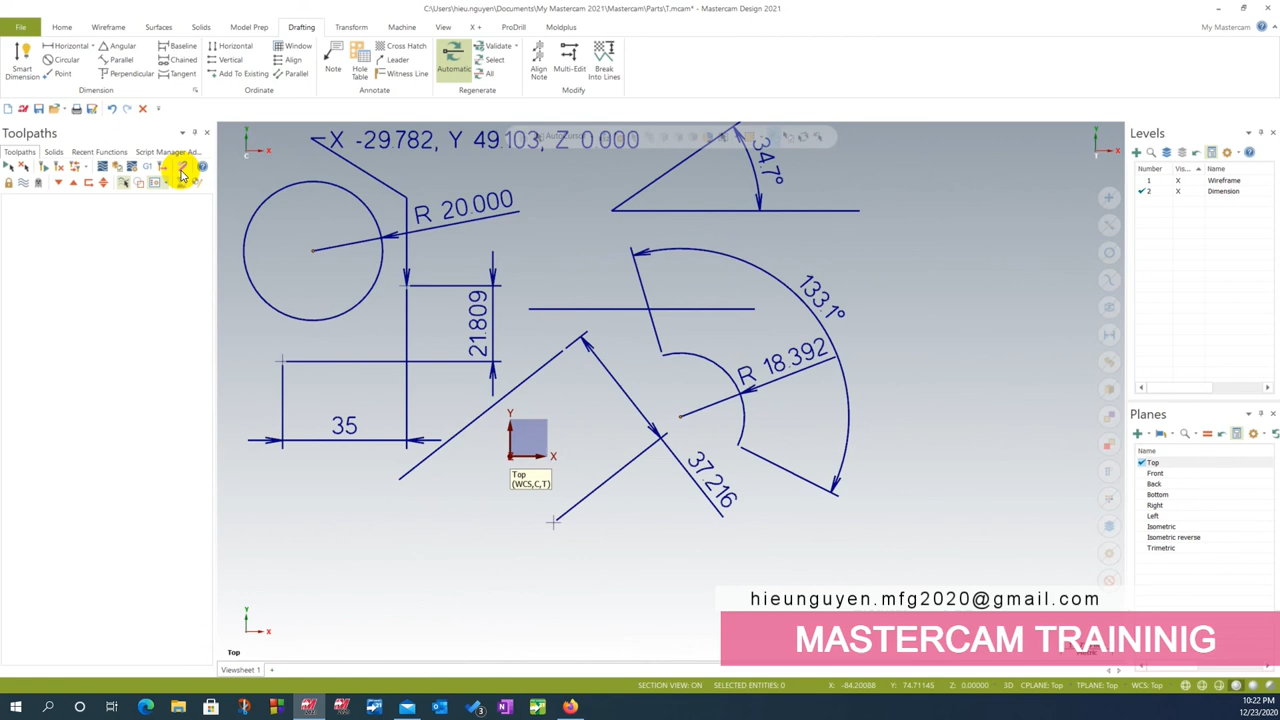 C:\Users\hieu.nguyen\Documents\My Mastercam 2021\Mastercam\Parts\T.mcam* - Mastercam Design 2021
File Home Wireframe Surfaces Solids Model Prep Drafting Transform Machine View X + ProDrill Moldplus My Mastercam
Horizontal Angular Baseline Horizontal Window Cross Hatch Validate
Circular Parallel Chained Vertical Align Leader Select
Point Perpendicular Tangent Add To Existing Parallel Witness Line All
Smart Dimension
Note
Hole Table
Automatic
Align Note
Multi-Edit
Break Into Lines
Dimension Ordinate Annotate Regenerate Modify
Toolpaths
Toolpaths Solids Recent Functions Script Manager Ad...
G1
AutoCursor
X -29.782, Y 49.103, Z 0.000
R 20.000
34.7°
21.809
35
133.1°
R 18.392
37.216
Y
X
Top
(WCS,C,T)
Y
X
C
Y
X
T
Y
X
Top
Viewsheet 1 +
Levels
Number Vis... Name
1 X Wireframe
2 X Dimension
Planes
Name
Top
Front
Back
Bottom
Right
Left
Isometric
Isometric reverse
Trimetric
hieunguyen.mfg2020@gmail.com
MASTERCAM TRAININIG
SECTION VIEW: ON SELECTED ENTITIES: 0 X: -84.20088 Y: 74.71145 Z: 0.00000 3D CPLANE: Top TPLANE: Top WCS: Top
10:22 PM
12/23/2020